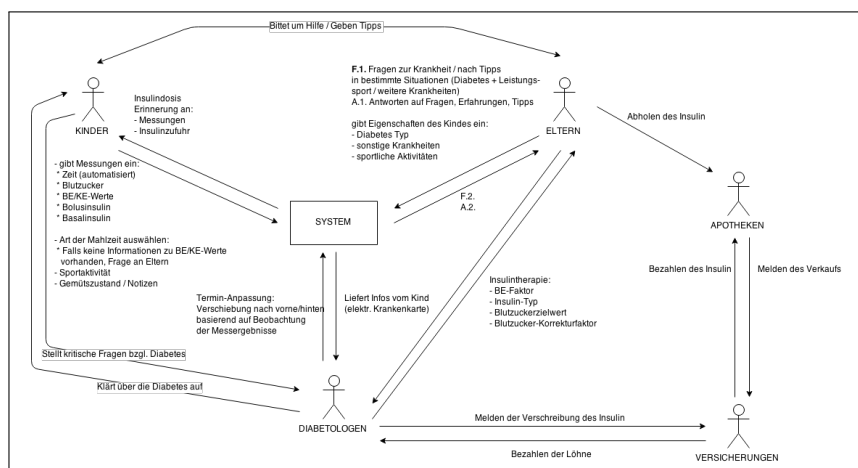 Bittet um Hilfe / Geben Tipps
KINDER
Insulindosis
Erinnerung an:
- Messungen
- Insulinzufuhr
F.1. Fragen zur Krankheit / nach Tipps
in bestimmte Situationen (Diabetes + Leistungs-
sport / weitere Krankheiten)
A.1. Antworten auf Fragen, Erfahrungen, Tipps
gibt Eigenschaften des Kindes ein:
- Diabetes Typ
- sonstige Krankheiten
- sportliche Aktivitäten
ELTERN
Abholen des Insulin
- gibt Messungen ein:
* Zeit (automatisiert)
* Blutzucker
* BE/KE-Werte
* Bolusinsulin
* Basalinsulin
- Art der Mahlzeit auswählen:
* Falls keine Informationen zu BE/KE-Werte
vorhanden, Frage an Eltern
- Sportaktivität
- Gemütszustand / Notizen
SYSTEM
F.2.
A.2.
APOTHEKEN
Bezahlen des Insulin
Melden des Verkaufs
Termin-Anpassung:
Verschiebung nach vorne/hinten
basierend auf Beobachtung
der Messergebnisse
Liefert Infos vom Kind
(elektr. Krankenkarte)
Insulintherapie:
- BE-Faktor
- Insulin-Typ
- Blutzuckerzielwert
- Blutzucker-Korrekturfaktor
Stellt kritische Fragen bzgl. Diabetes
Klärt über die Diabetes auf
DIABETOLOGEN
Melden der Verschreibung des Insulin
Bezahlen der Löhne
VERSICHERUNGEN